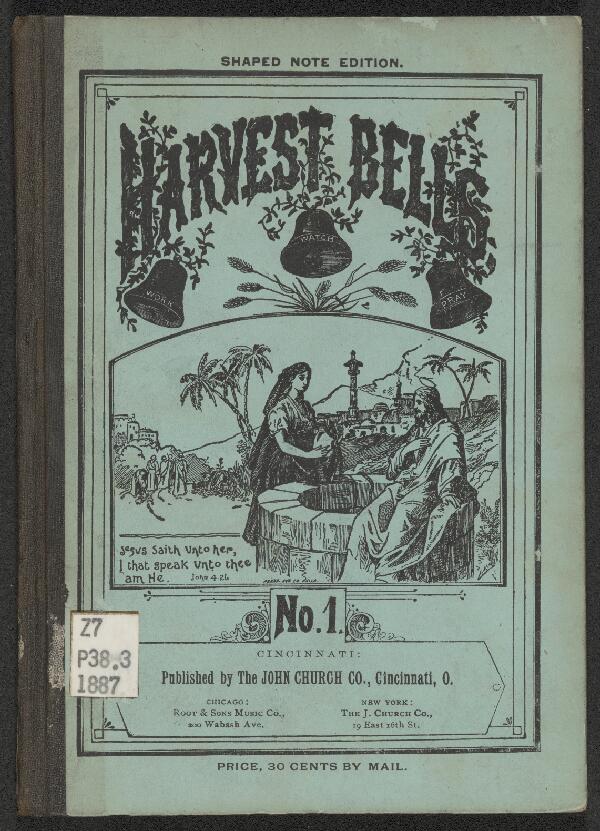 SHAPED NOTE EDITION.
HARVEST BELLS.
WATCH
WORK
PRAY
Jesus Saith Unto her,
I that speak Unto thee
am He. John 4.26
No. 1.
Z7
P38.3
1887
CINCINNATI:
Published by The JOHN CHURCH CO., Cincinnati, O.
CHICAGO:
Root & Sons Music Co.,
200 Wabash Ave.
NEW YORK:
The J. Church Co.,
19 East 16th St.
PRICE, 30 CENTS BY MAIL.